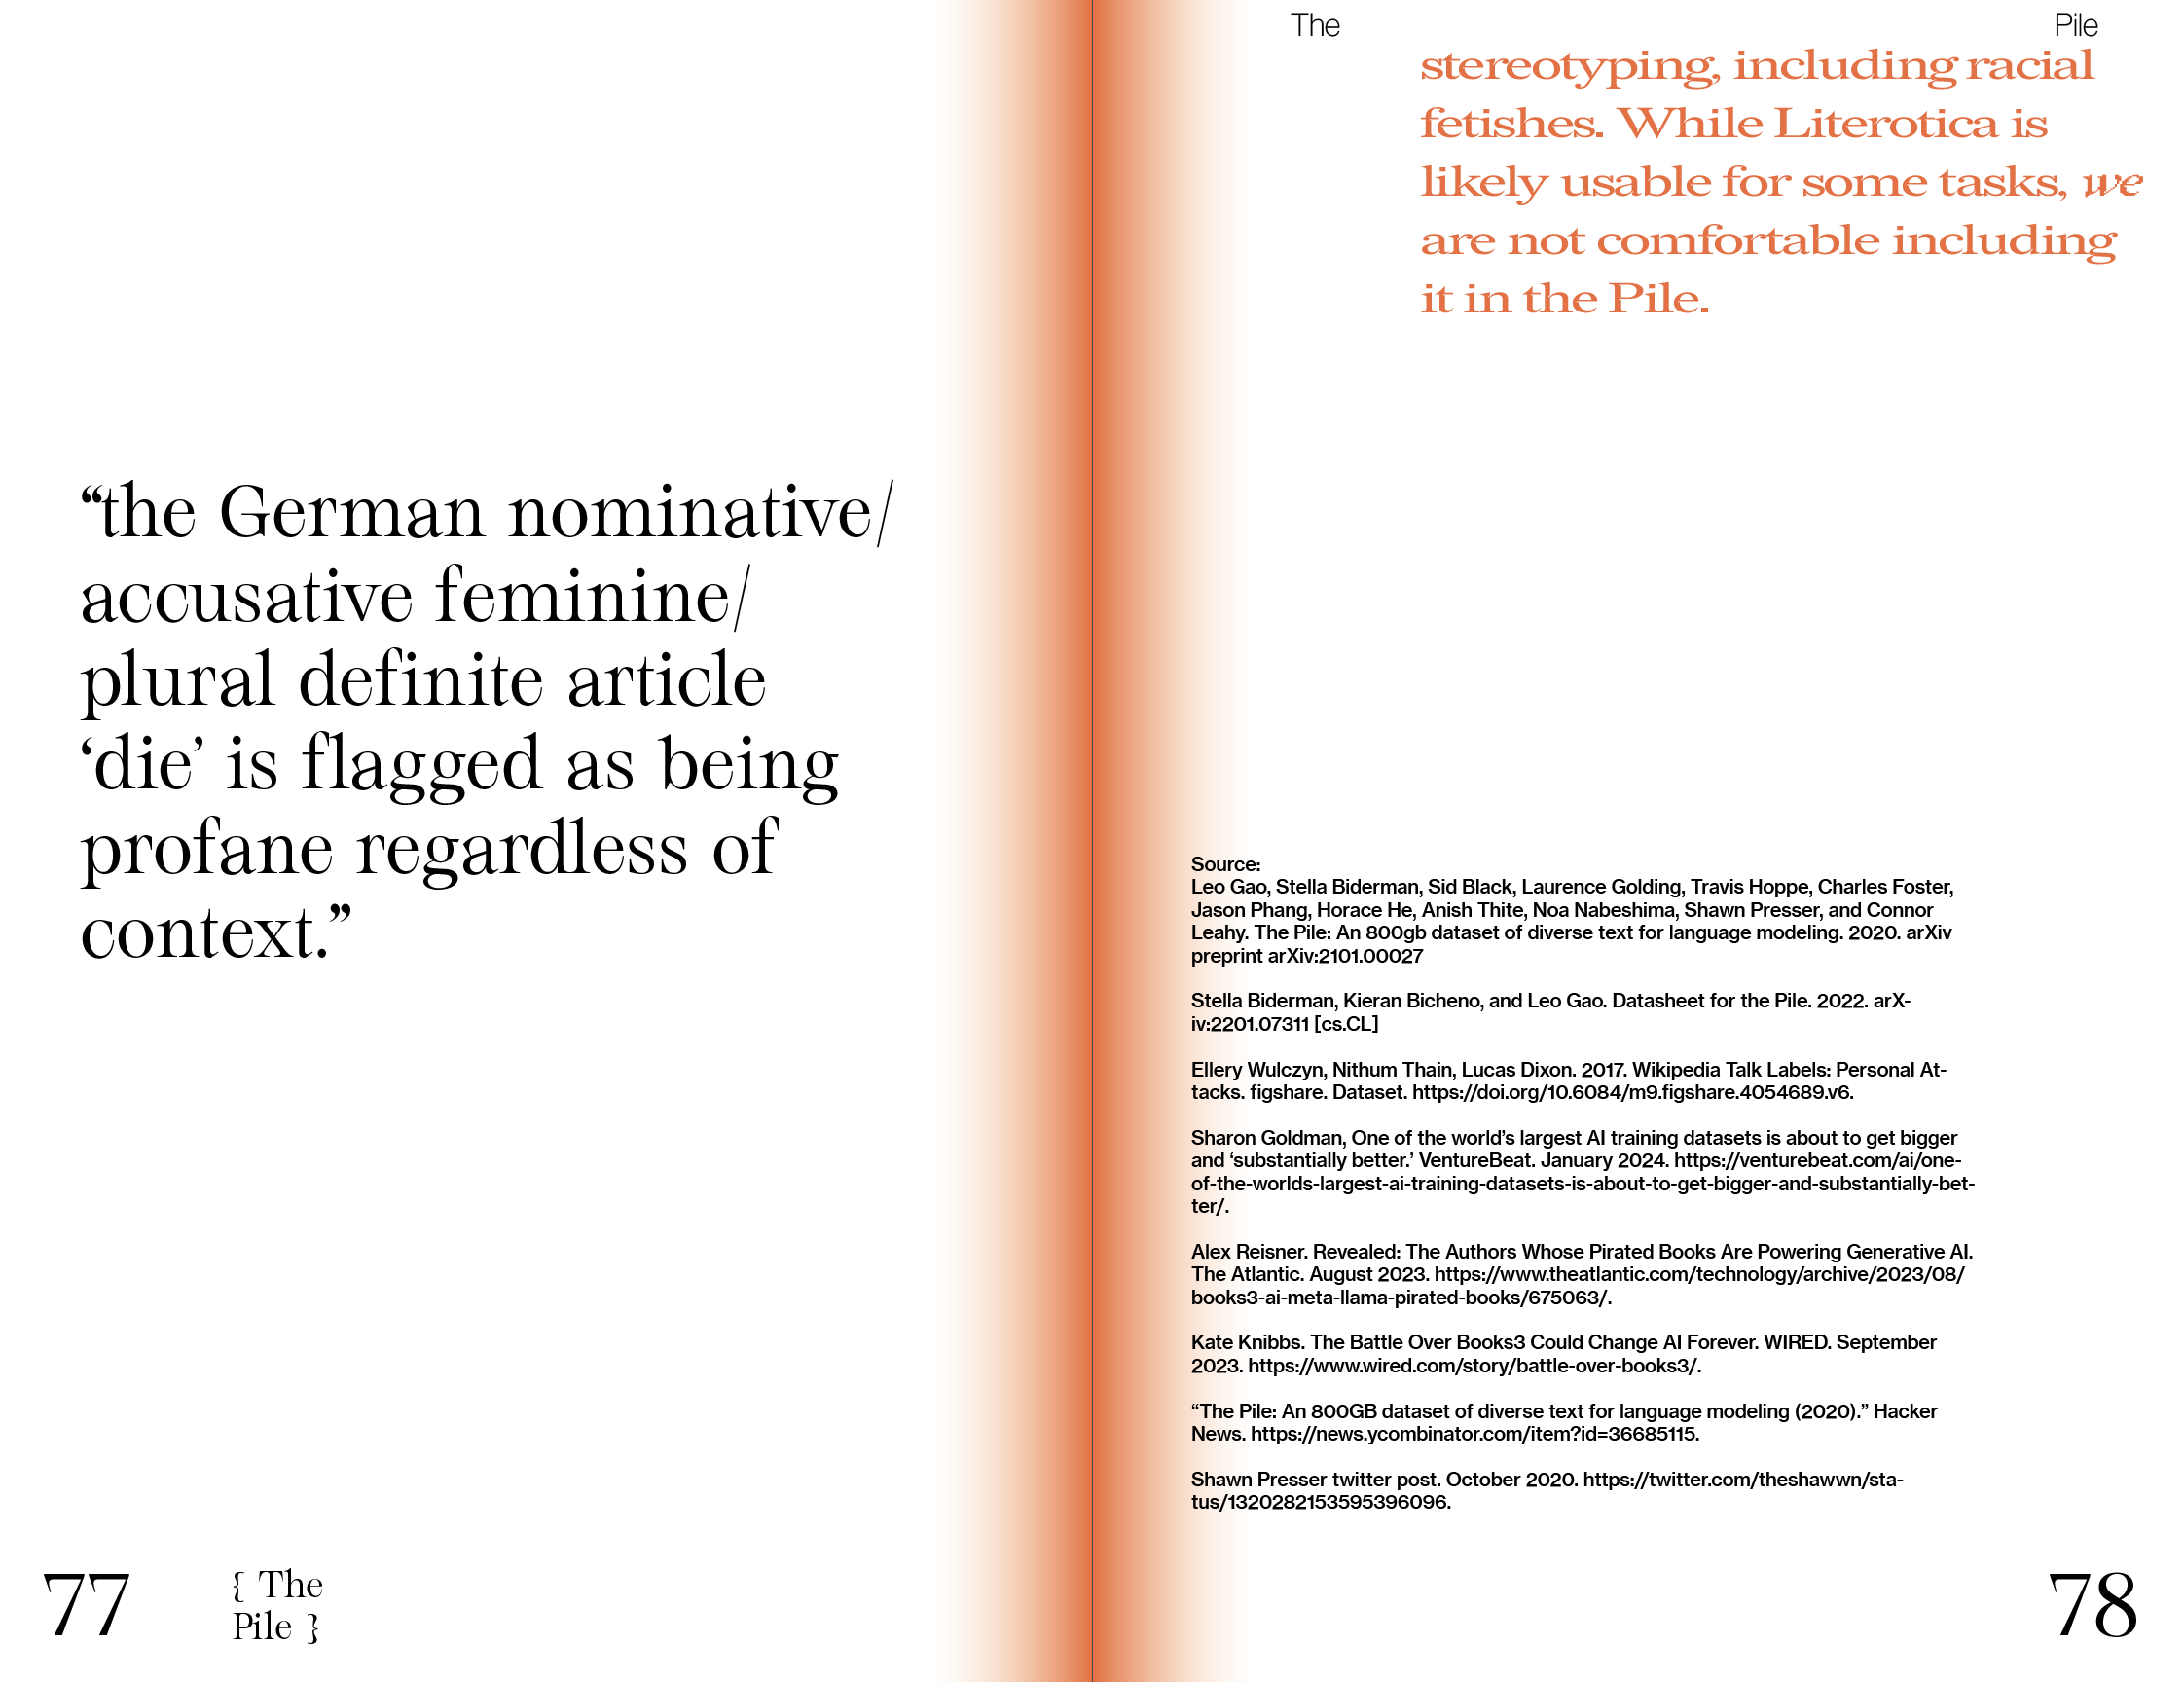 “the German nominative/
accusative feminine/
plural definite article
‘die’ is flagged as being
profane regardless of
context.”
77
{ The
Pile }
The Pile
stereotyping, including racial
fetishes. While Literotica is
likely usable for some tasks, we
are not comfortable including
it in the Pile.
Source:
Leo Gao, Stella Biderman, Sid Black, Laurence Golding, Travis Hoppe, Charles Foster,
Jason Phang, Horace He, Anish Thite, Noa Nabeshima, Shawn Presser, and Connor
Leahy. The Pile: An 800gb dataset of diverse text for language modeling. 2020. arXiv
preprint arXiv:2101.00027
Stella Biderman, Kieran Bicheno, and Leo Gao. Datasheet for the Pile. 2022. arX-
iv:2201.07311 [cs.CL]
Ellery Wulczyn, Nithum Thain, Lucas Dixon. 2017. Wikipedia Talk Labels: Personal At-
tacks. figshare. Dataset. https://doi.org/10.6084/m9.figshare.4054689.v6.
Sharon Goldman, One of the world’s largest AI training datasets is about to get bigger
and ‘substantially better.’ VentureBeat. January 2024. https://venturebeat.com/ai/one-
of-the-worlds-largest-ai-training-datasets-is-about-to-get-bigger-and-substantially-bet-
ter/.
Alex Reisner. Revealed: The Authors Whose Pirated Books Are Powering Generative AI.
The Atlantic. August 2023. https://www.theatlantic.com/technology/archive/2023/08/
books3-ai-meta-llama-pirated-books/675063/.
Kate Knibbs. The Battle Over Books3 Could Change AI Forever. WIRED. September
2023. https://www.wired.com/story/battle-over-books3/.
“The Pile: An 800GB dataset of diverse text for language modeling (2020).” Hacker
News. https://news.ycombinator.com/item?id=36685115.
Shawn Presser twitter post. October 2020. https://twitter.com/theshawwn/sta-
tus/1320282153595396096.
78